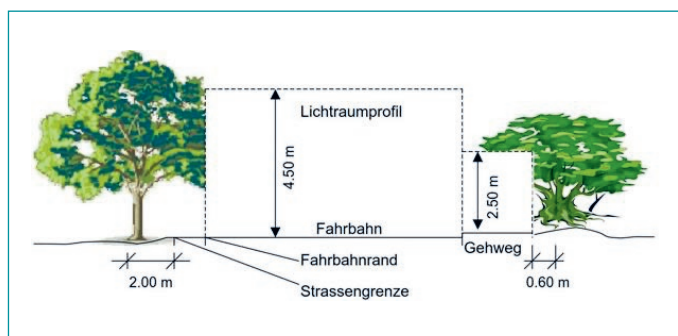 Lichtraumprofil
4.50 m
2.50 m
Fahrbahn
Gehweg
Fahrbahnrand
2.00 m
0.60 m
Strassengrenze